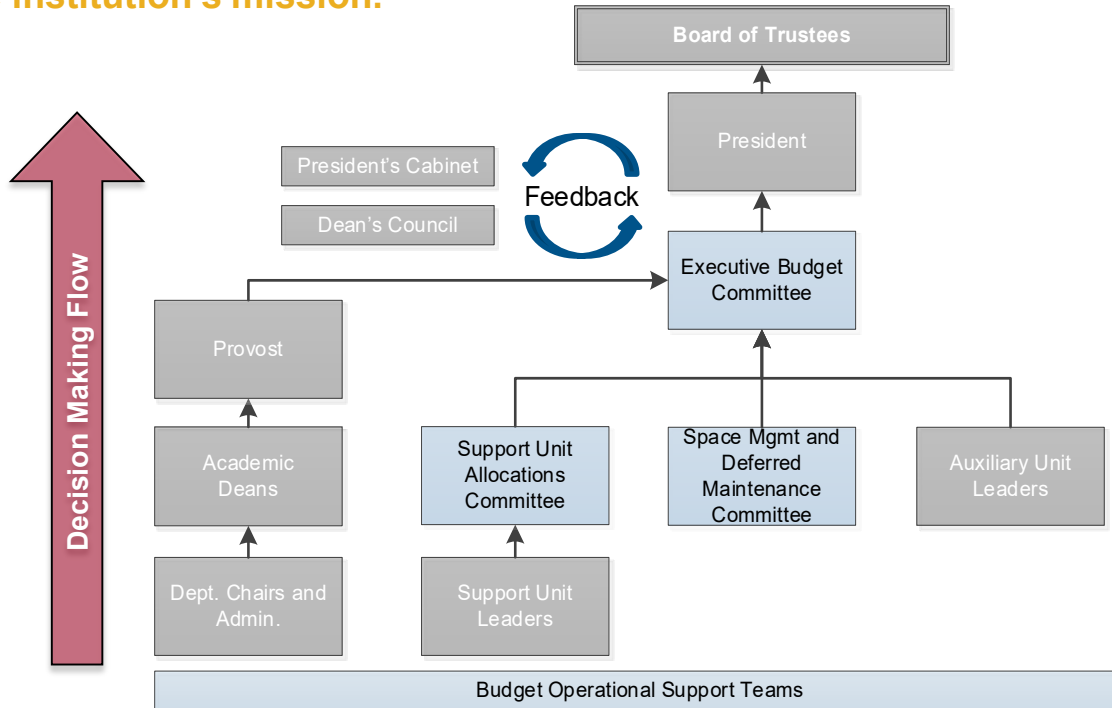 institution's mission.
Board of Trustees
President
President's Cabinet
Feedback
Dean's Council
Executive Budget
Committee
Decision Making Flow
Provost
Academic
Deans
Support Unit
Allocations
Committee
Space Mgmt and
Deferred
Maintenance
Committee
Auxiliary Unit
Leaders
Dept. Chairs and
Admin.
Support Unit
Leaders
Budget Operational Support Teams